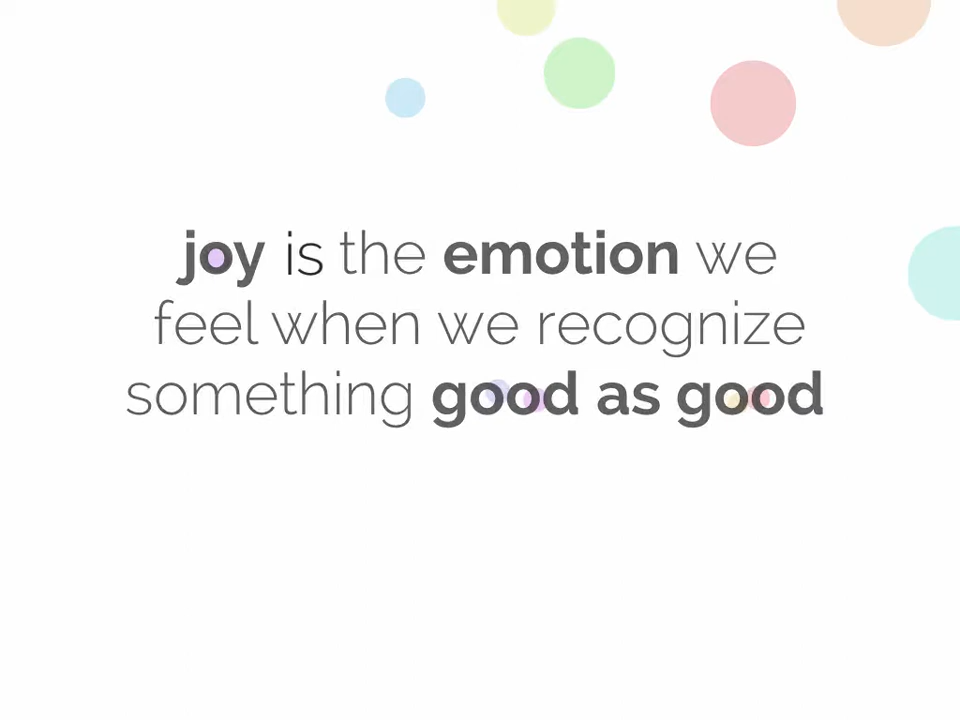 joy is the emotion we
feel when we recognize
something good as good